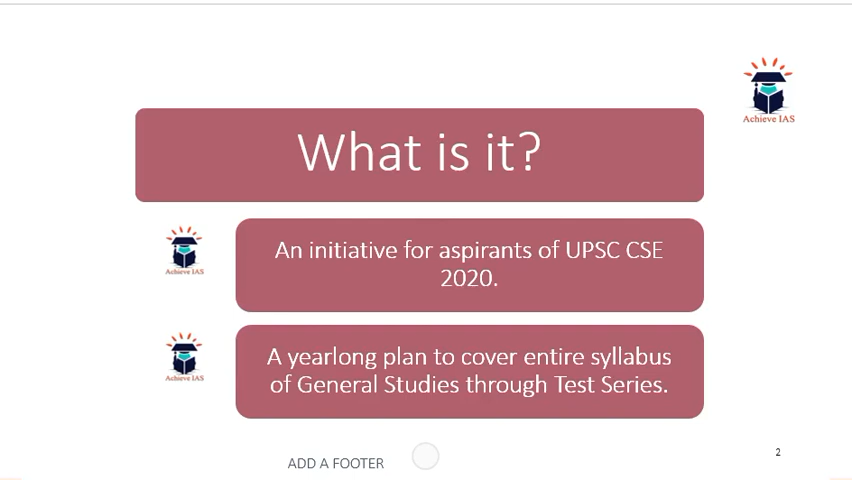 Achieve IAS
What is it?
Achieve IAS
An initiative for aspirants of UPSC CSE
2020.
Achieve IAS
A yearlong plan to cover entire syllabus
of General Studies through Test Series.
ADD A FOOTER
2